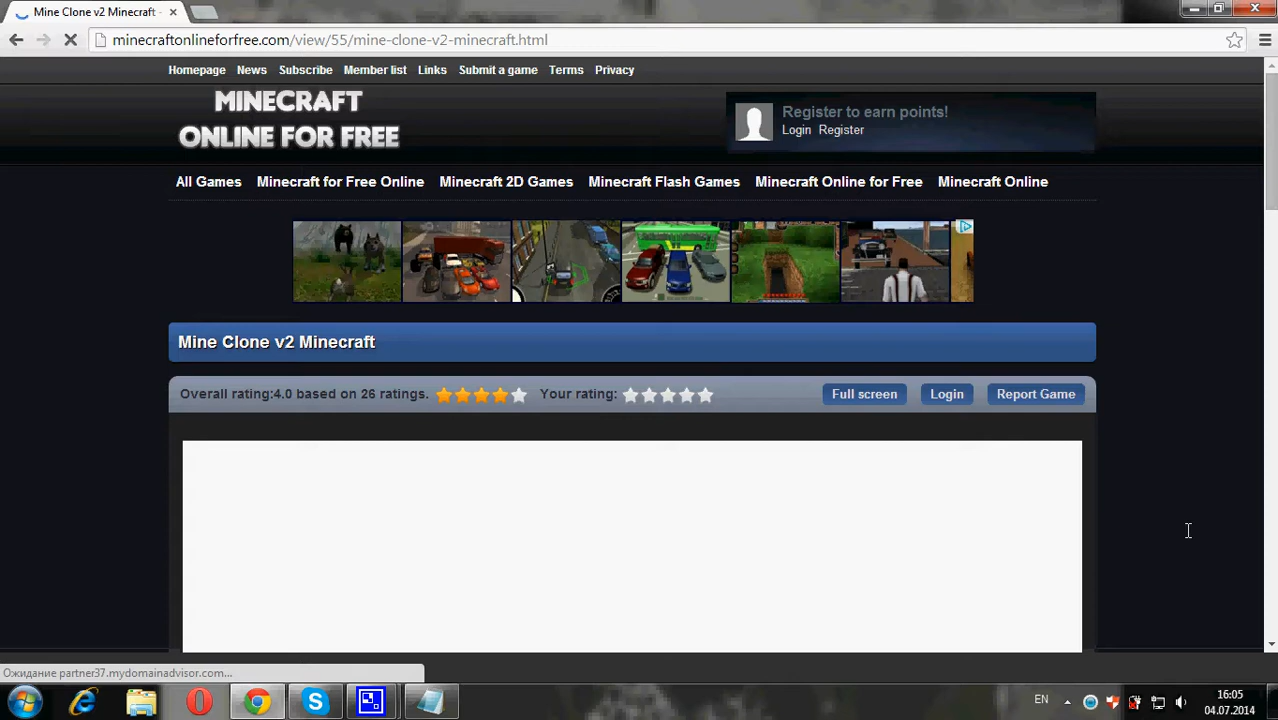 Mine Clone v2 Minecraft -
minecraftonlineforfree.com/view/55/mine-clone-v2-minecraft.html
Homepage News Subscribe Member list Links Submit a game Terms Privacy
MINECRAFT
ONLINE FOR FREE
Register to earn points!
Login Register
All Games Minecraft for Free Online Minecraft 2D Games Minecraft Flash Games Minecraft Online for Free Minecraft Online
Mine Clone v2 Minecraft
Overall rating:4.0 based on 26 ratings. Your rating: Full screen Login Report Game
Ожидание partner37.mydomainadvisor.com...
EN
16:05
04.07.2014